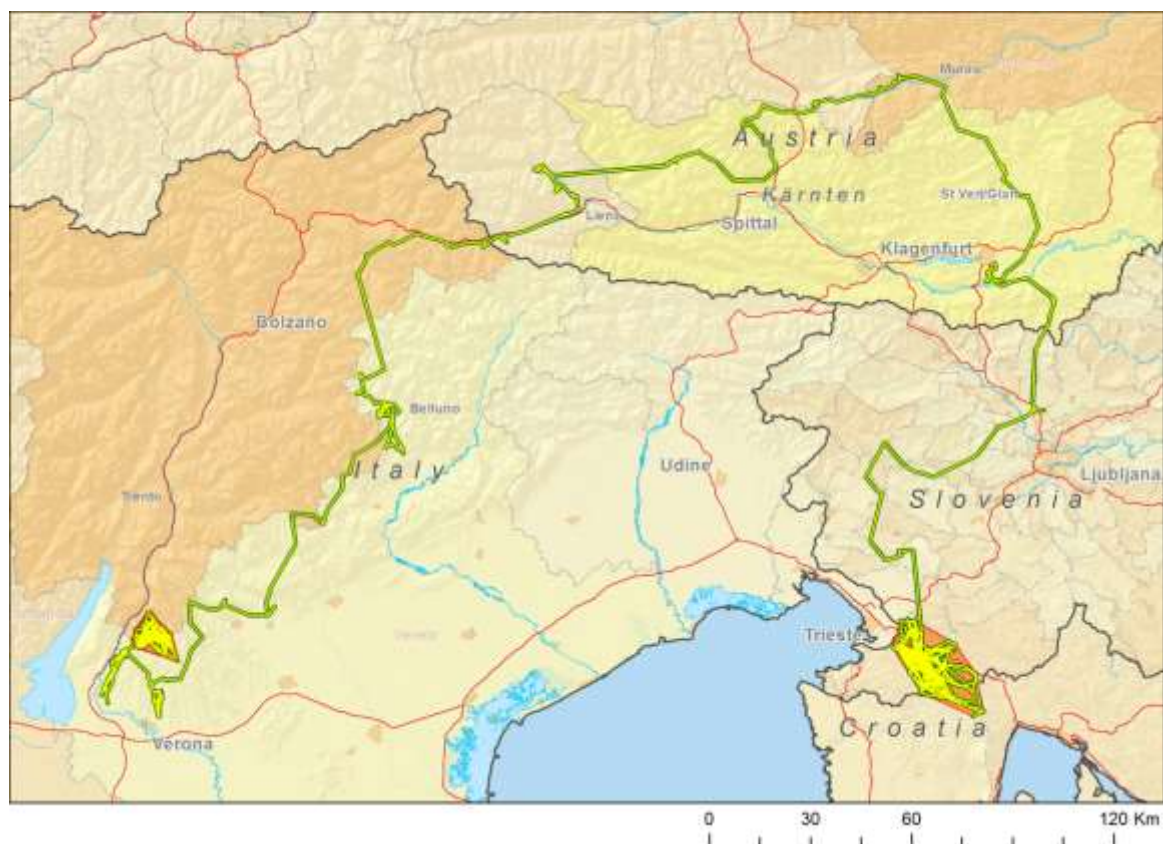 Murau
Austria
Kärnten
St Veit/Glan
Lienz
Spittal
Klagenfurt
Bolzano
Belluno
Italy
Udine
Ljubljana
Slovenia
Trento
Trieste
Croatia
Verona
0 30 60 120 Km